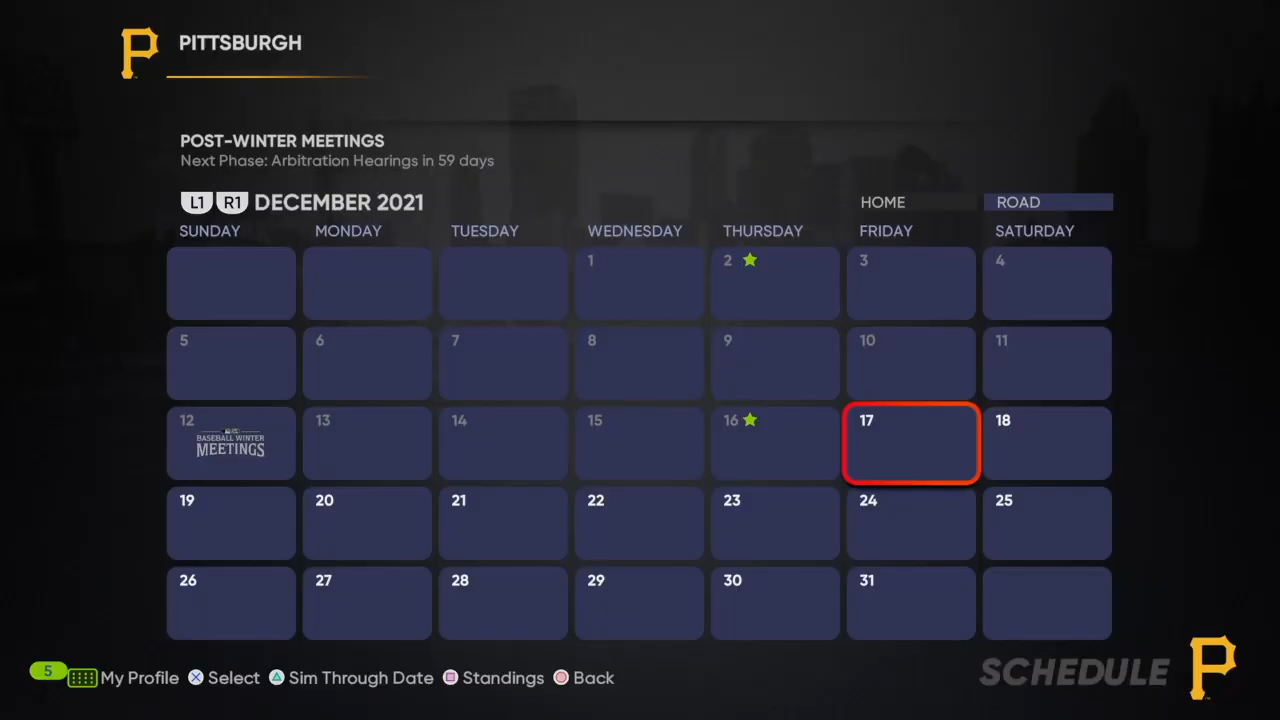 P PITTSBURGH
POST-WINTER MEETINGS
Next Phase: Arbitration Hearings in 59 days
L1 R1 DECEMBER 2021
HOME ROAD
SUNDAY MONDAY TUESDAY WEDNESDAY THURSDAY FRIDAY SATURDAY
1 2 3 4
5 6 7 8 9 10 11
12 13 14 15 16 17 18
BASEBALL WINTER
MEETINGS
19 20 21 22 23 24 25
26 27 28 29 30 31
5 My Profile Select Sim Through Date Standings Back
SCHEDULE P